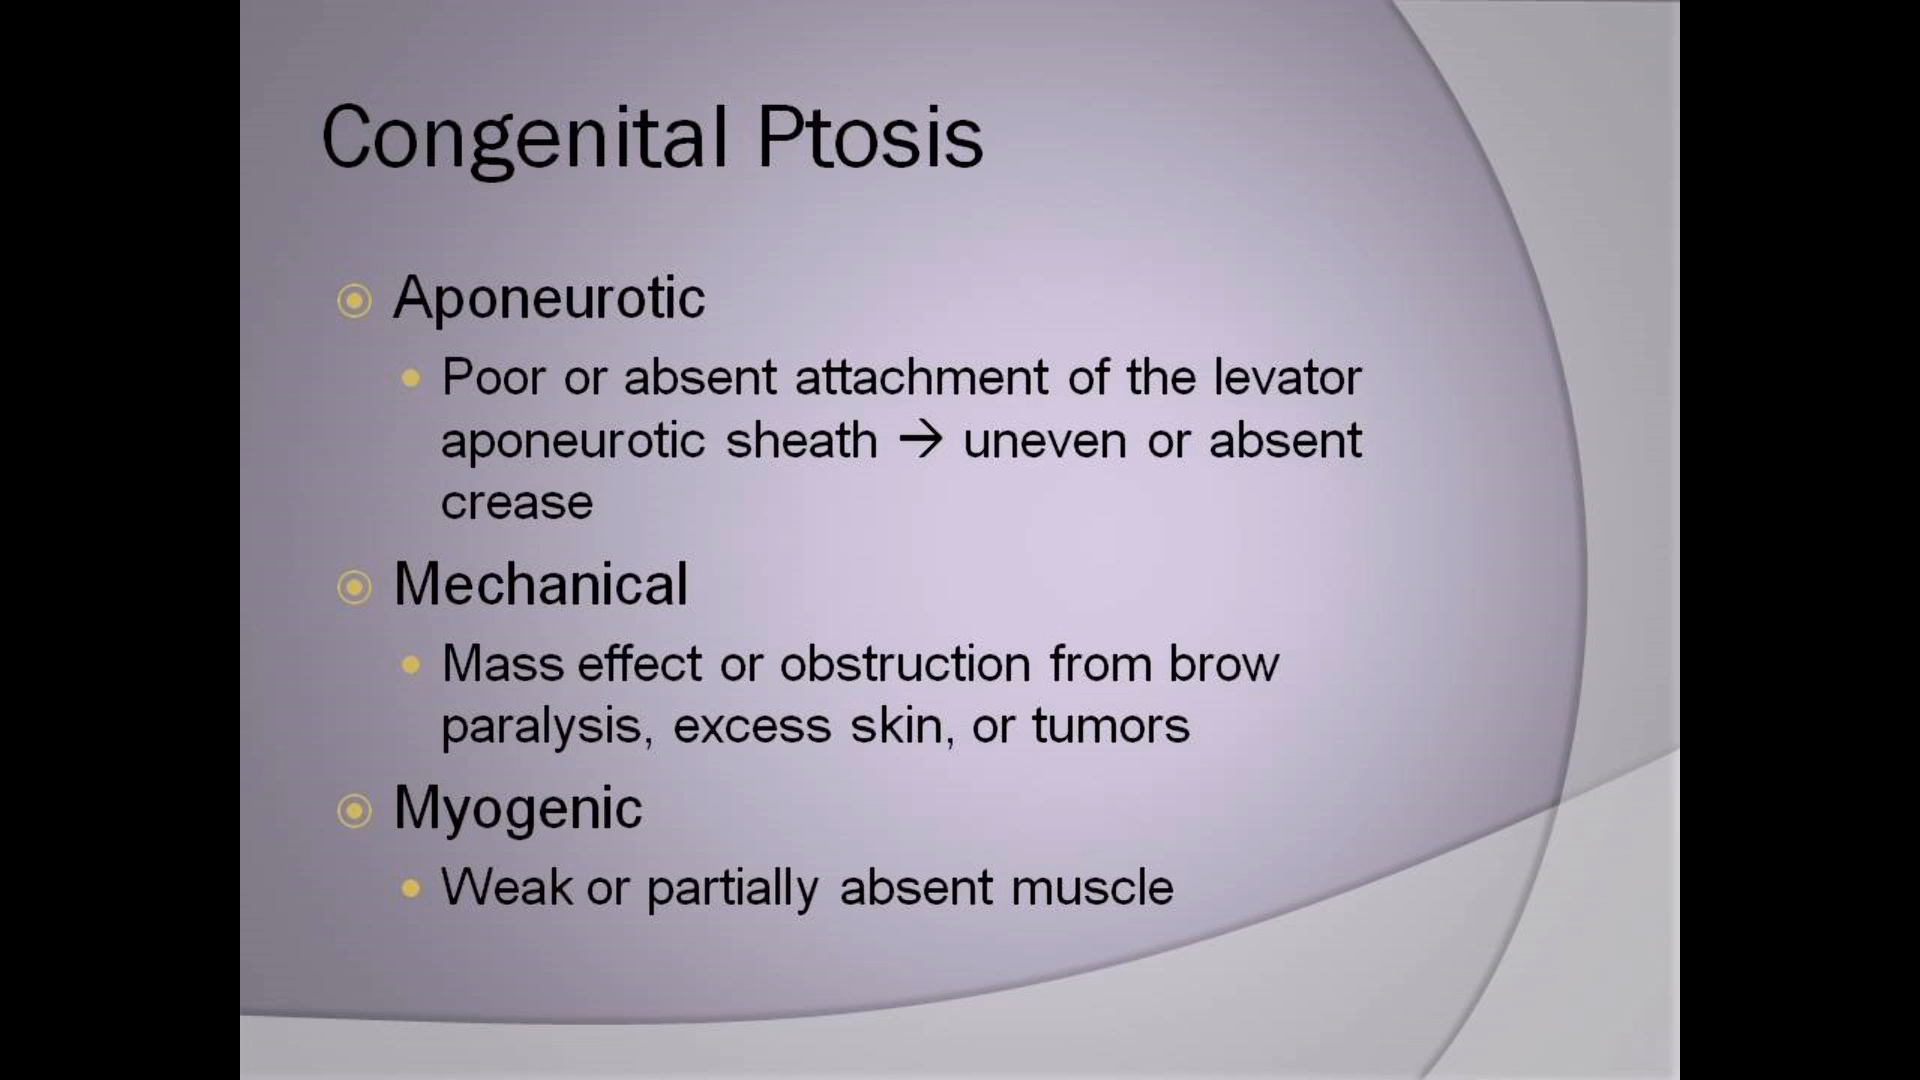 Congenital Ptosis
Aponeurotic
Poor or absent attachment of the levator
aponeurotic sheath → uneven or absent
crease
Mechanical
Mass effect or obstruction from brow
paralysis, excess skin, or tumors
Myogenic
Weak or partially absent muscle